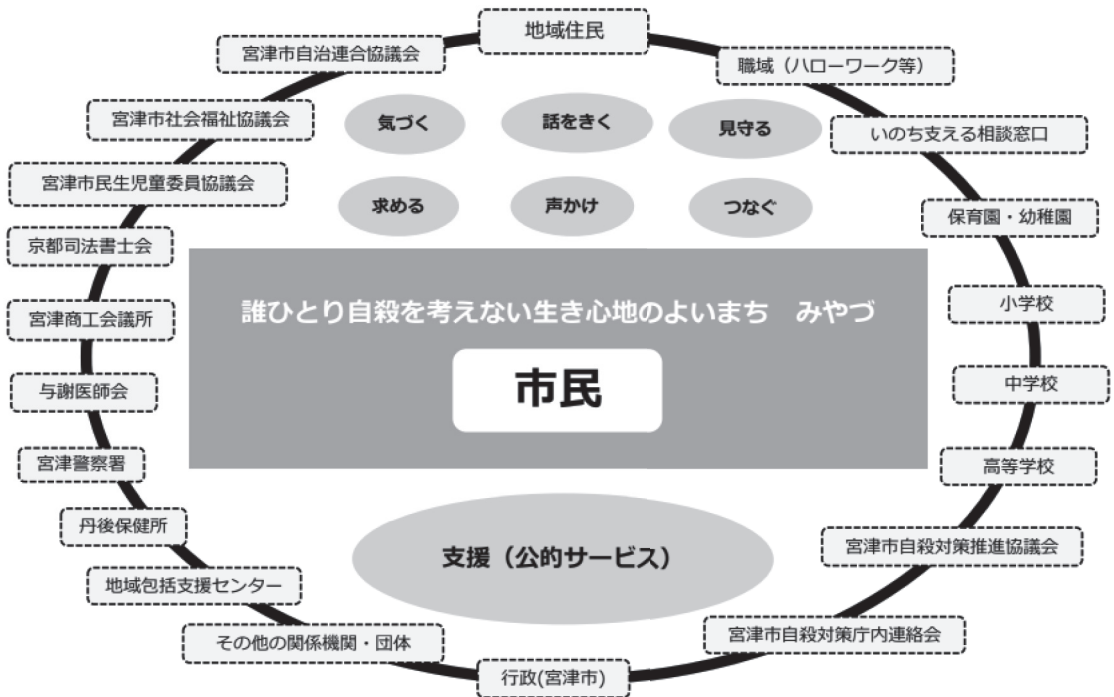 地域住民
宮津市自治連合協議会
職域（ハローワーク等）
宮津市社会福祉協議会
気づく
話をきく
見守る
いのち支える相談窓口
宮津市民生児童委員協議会
求める
声かけ
つなぐ
保育園・幼稚園
京都司法書士会
誰ひとり自殺を考えない生き心地のよいまち　みやづ
小学校
宮津商工会議所
市民
中学校
与謝医師会
宮津警察署
高等学校
丹後保健所
支援（公的サービス）
宮津市自殺対策推進協議会
地域包括支援センター
その他の関係機関・団体
宮津市自殺対策庁内連絡会
行政(宮津市)